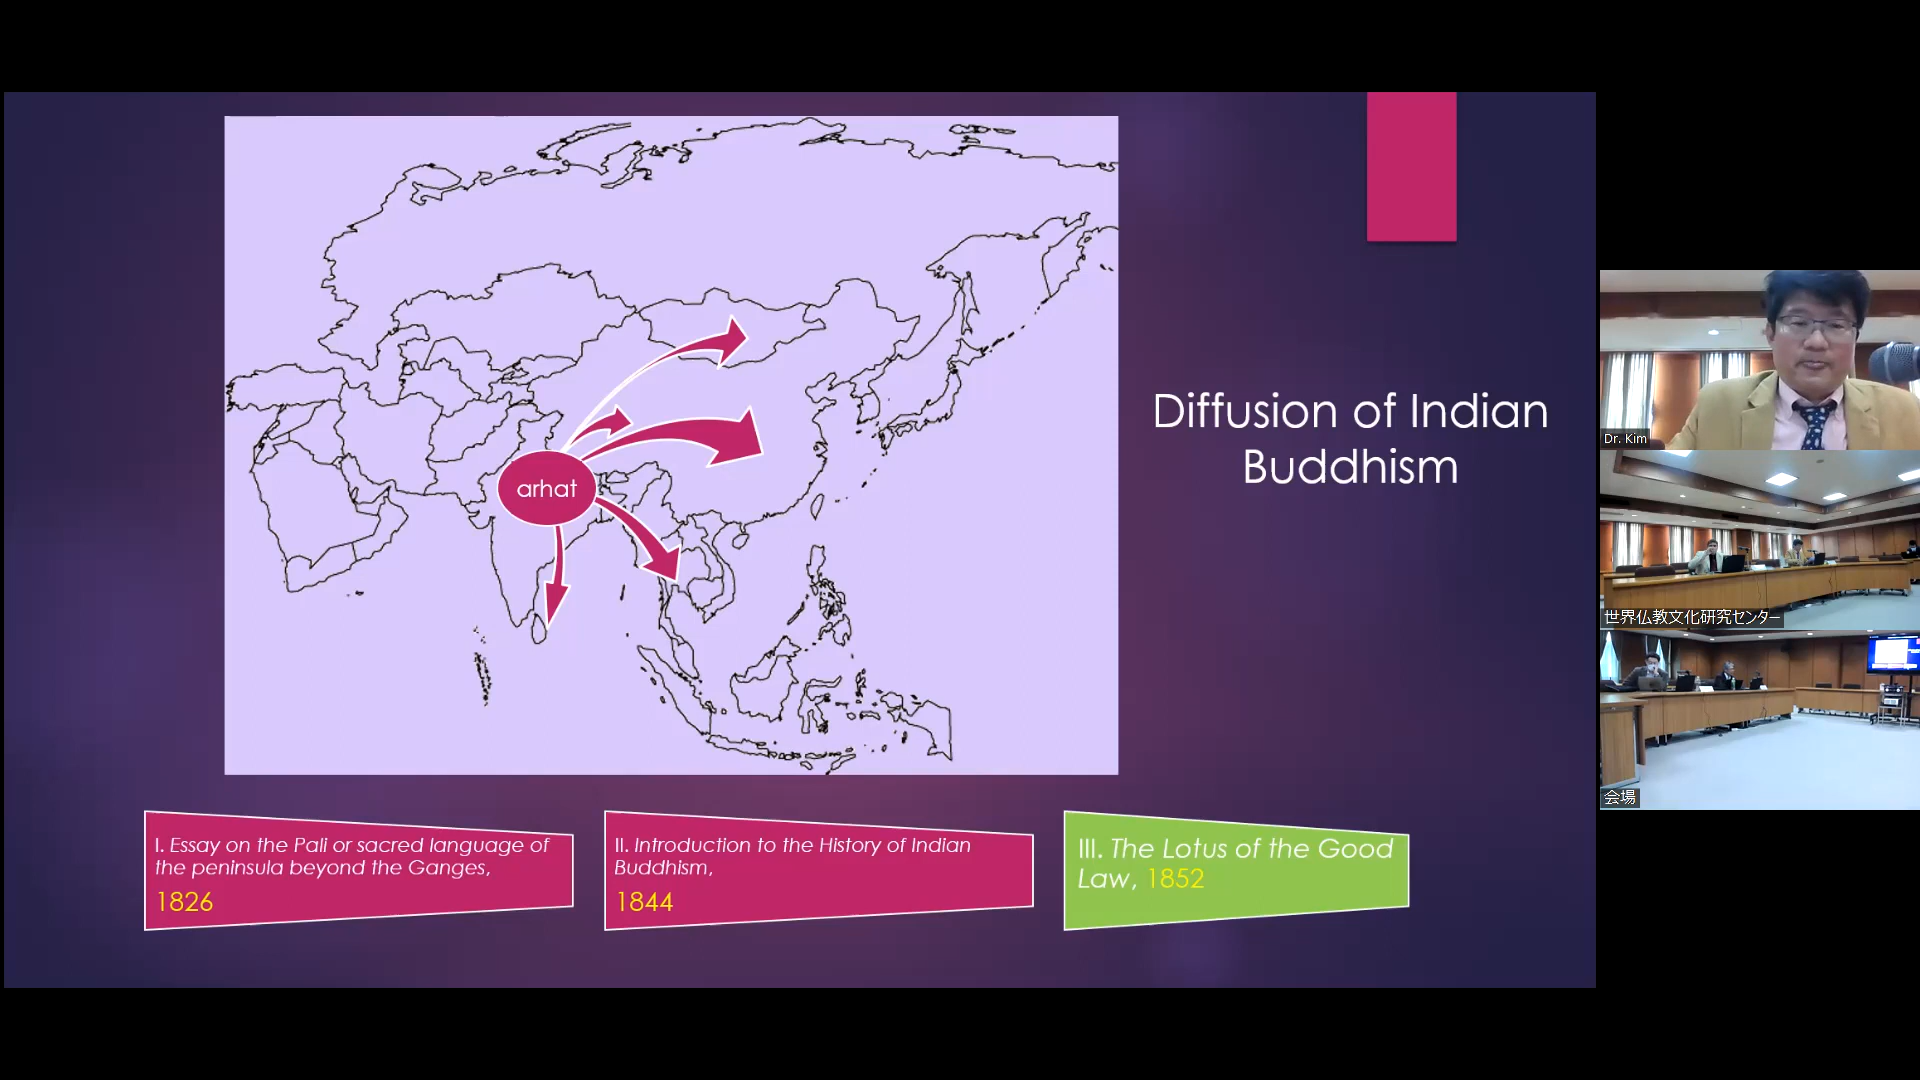 arhat
Diffusion of Indian
Buddhism
I. Essay on the Pali or sacred language of
the peninsula beyond the Ganges,
1826
II. Introduction to the History of Indian
Buddhism,
1844
III. The Lotus of the Good
Law, 1852
Dr. Kim
世界仏教文化研究センター
会場